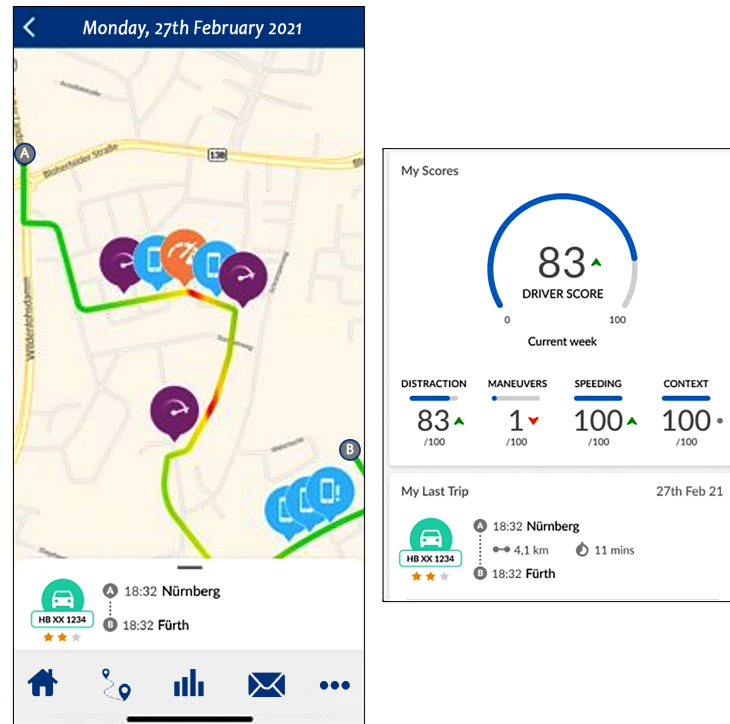 Monday, 27th February 2021
A
Bloherfelder Straße
138
Wildenlohsdamm
B
HB XX 1234
A 18:32 Nürnberg
B 18:32 Fürth
My Scores
83
DRIVER SCORE
0 100
Current week
DISTRACTION MANEUVERS SPEEDING CONTEXT
83 1 100 100
/100 /100 /100 /100
My Last Trip 27th Feb 21
A 18:32 Nürnberg
4,1 km 11 mins
HB XX 1234
B 18:32 Fürth